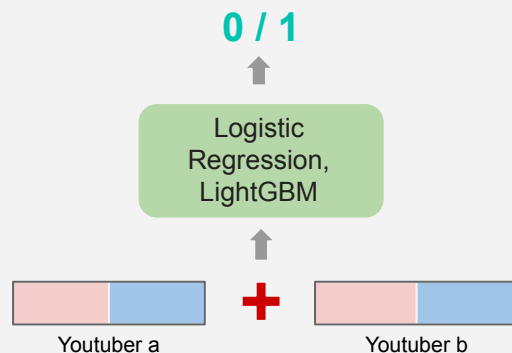 0 / 1
Logistic
Regression,
LightGBM
+
Youtuber a
Youtuber b